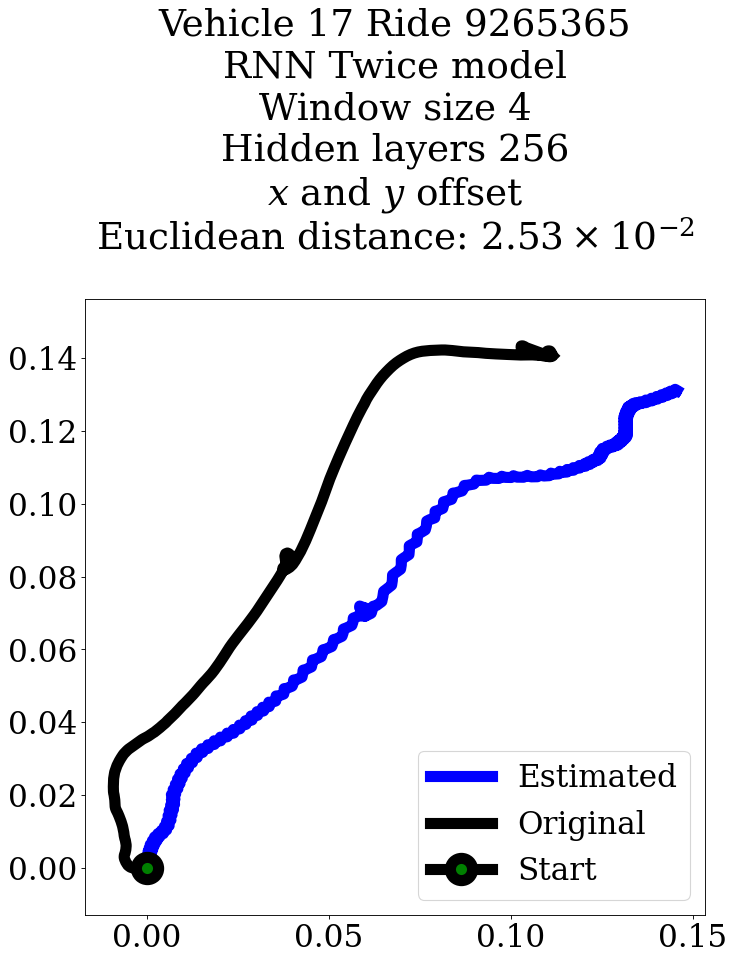 Vehicle 17 Ride 9265365
RNN Twice model
Window size 4
Hidden layers 256
x and y offset
Euclidean distance: 2.53 × 10⁻²
0.14
0.12
0.10
0.08
0.06
0.04
0.02
0.00
Estimated
Original
Start
0.00 0.05 0.10 0.15